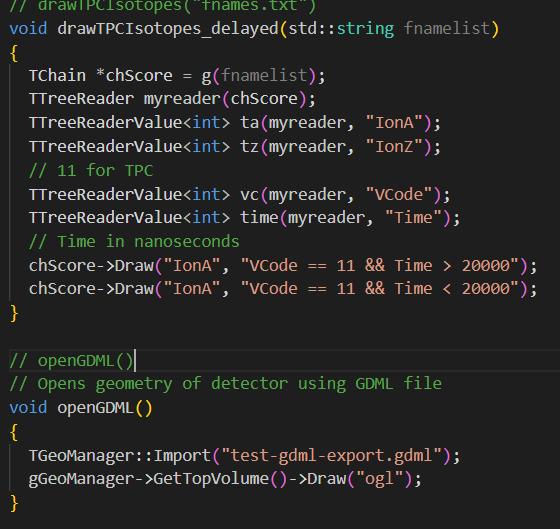 // drawTPCIsotopes("fnames.txt")
void drawTPCIsotopes_delayed(std::string fnamelist)
{
  TChain *chScore = g(fnamelist);
  TTreeReader myreader(chScore);
  TTreeReaderValue<int> ta(myreader, "IonA");
  TTreeReaderValue<int> tz(myreader, "IonZ");
  // 11 for TPC
  TTreeReaderValue<int> vc(myreader, "VCode");
  TTreeReaderValue<int> time(myreader, "Time");
  // Time in nanoseconds
  chScore->Draw("IonA", "VCode == 11 && Time > 20000");
  chScore->Draw("IonA", "VCode == 11 && Time < 20000");
}

// openGDML()
// Opens geometry of detector using GDML file
void openGDML()
{
  TGeoManager::Import("test-gdml-export.gdml");
  gGeoManager->GetTopVolume()->Draw("ogl");
}